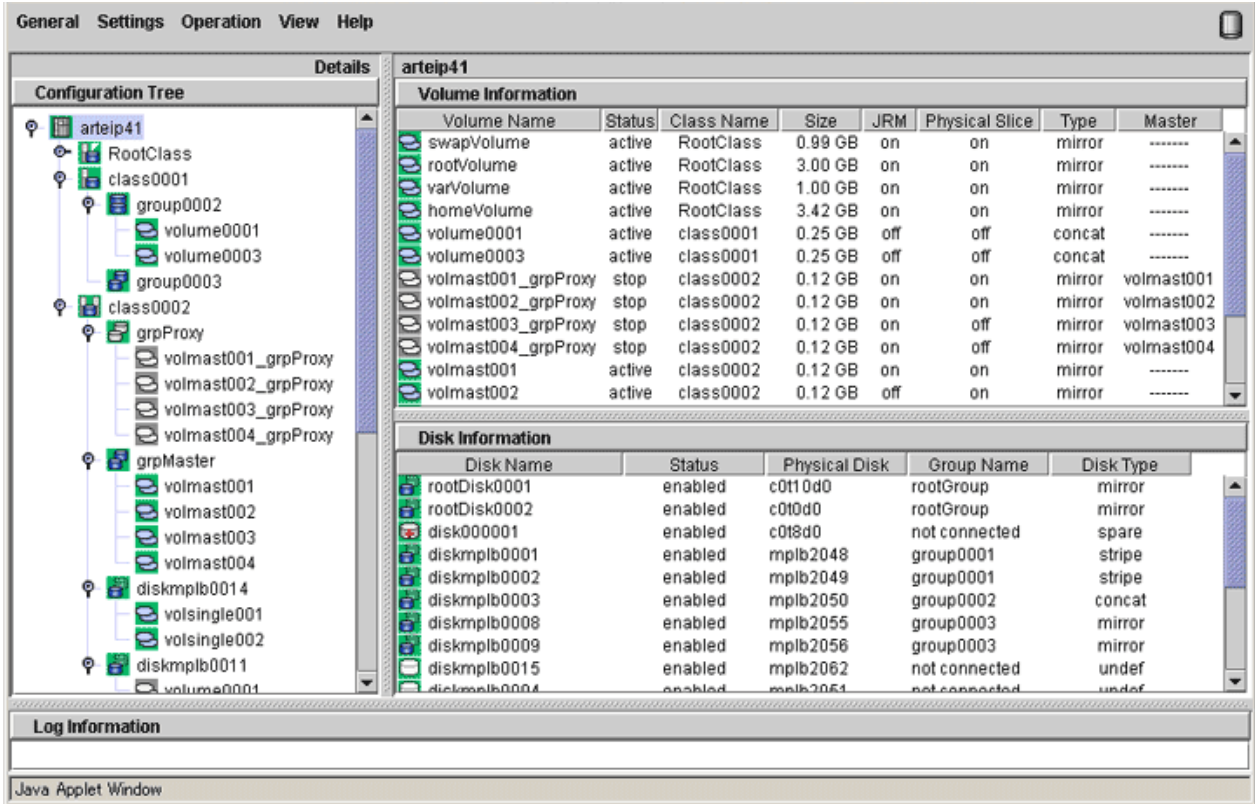 General Settings Operation View Help
Details
Configuration Tree
arteip41
RootClass
class0001
group0002
volume0001
volume0003
group0003
class0002
grpProxy
volmast001_grpProxy
volmast002_grpProxy
volmast003_grpProxy
volmast004_grpProxy
grpMaster
volmast001
volmast002
volmast003
volmast004
diskmplb0014
volsingle001
volsingle002
diskmplb0011
volume0001
arteip41
Volume Information
Volume Name Status Class Name Size JRM Physical Slice Type Master
swapVolume active RootClass 0.99 GB on on mirror -------
rootVolume active RootClass 3.00 GB on on mirror -------
varVolume active RootClass 1.00 GB on on mirror -------
homeVolume active RootClass 3.42 GB on on mirror -------
volume0001 active class0001 0.25 GB off off concat -------
volume0003 active class0001 0.25 GB off off concat -------
volmast001_grpProxy stop class0002 0.12 GB on on mirror volmast001
volmast002_grpProxy stop class0002 0.12 GB on on mirror volmast002
volmast003_grpProxy stop class0002 0.12 GB on off mirror volmast003
volmast004_grpProxy stop class0002 0.12 GB on off mirror volmast004
volmast001 active class0002 0.12 GB on on mirror -------
volmast002 active class0002 0.12 GB off on mirror -------
Disk Information
Disk Name Status Physical Disk Group Name Disk Type
rootDisk0001 enabled c0t10d0 rootGroup mirror
rootDisk0002 enabled c0t0d0 rootGroup mirror
disk000001 enabled c0t8d0 not connected spare
diskmplb0001 enabled mplb2048 group0001 stripe
diskmplb0002 enabled mplb2049 group0001 stripe
diskmplb0003 enabled mplb2050 group0002 concat
diskmplb0008 enabled mplb2055 group0003 mirror
diskmplb0009 enabled mplb2056 group0003 mirror
diskmplb0015 enabled mplb2062 not connected undef
diskmplb0004 enabled mplb2051 not connected undef
Log Information
Java Applet Window